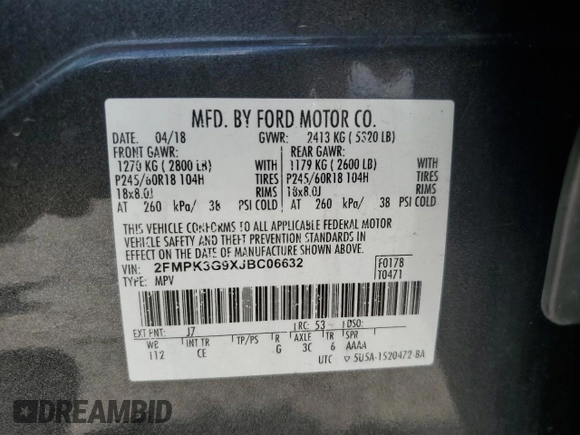 MFD. BY FORD MOTOR CO.
DATE: 04/18 GVWR: 2413 KG ( 5320 LB)
FRONT GAWR: REAR GAWR:
1270 KG ( 2800 LB) WITH 1179 KG ( 2600 LB) WITH
P245/60R18 104H TIRES P245/60R18 104H TIRES
18x8.0J RIMS 18x8.0J RIMS
AT 260 kPa/ 38 PSI COLD AT 260 kPa/ 38 PSI COLD
THIS VEHICLE CONFORMS TO ALL APPLICABLE FEDERAL MOTOR
VEHICLE SAFETY AND THEFT PREVENTION STANDARDS IN
EFFECT ON THE DATE OF MANUFACTURE SHOWN ABOVE.
VIN: 2FMPK3G9XJBC06632 F0178
TYPE: MPV T0471
EXT PNT: J7 RC: 53 DSO:
WB INT TR TP/PS R AXLE TR SPR
112 CE G 3C 6 AAAA
UTC ▽ 5U5A-1520472-BA
DREAMBID